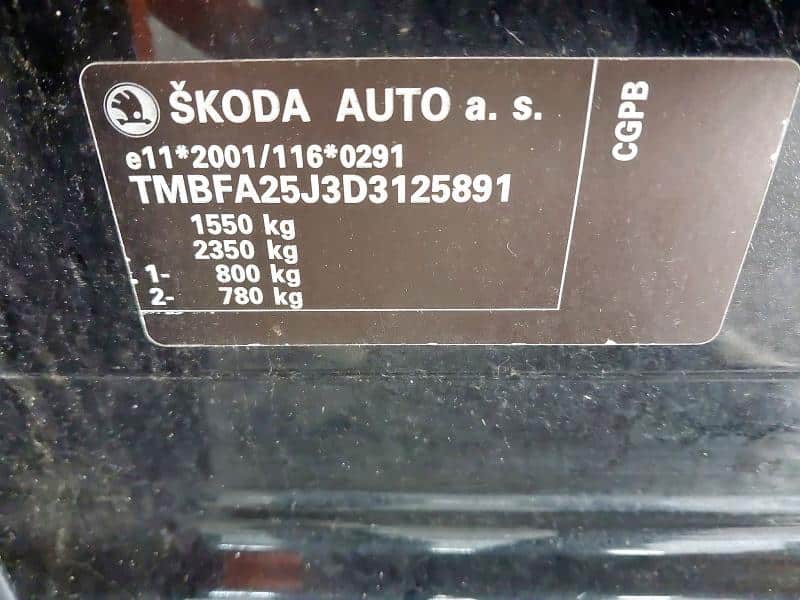 ŠKODA AUTO a. s.
e11*2001/116*0291
TMBFA25J3D3125891
1550 kg
2350 kg
1- 800 kg
2- 780 kg
CGPB